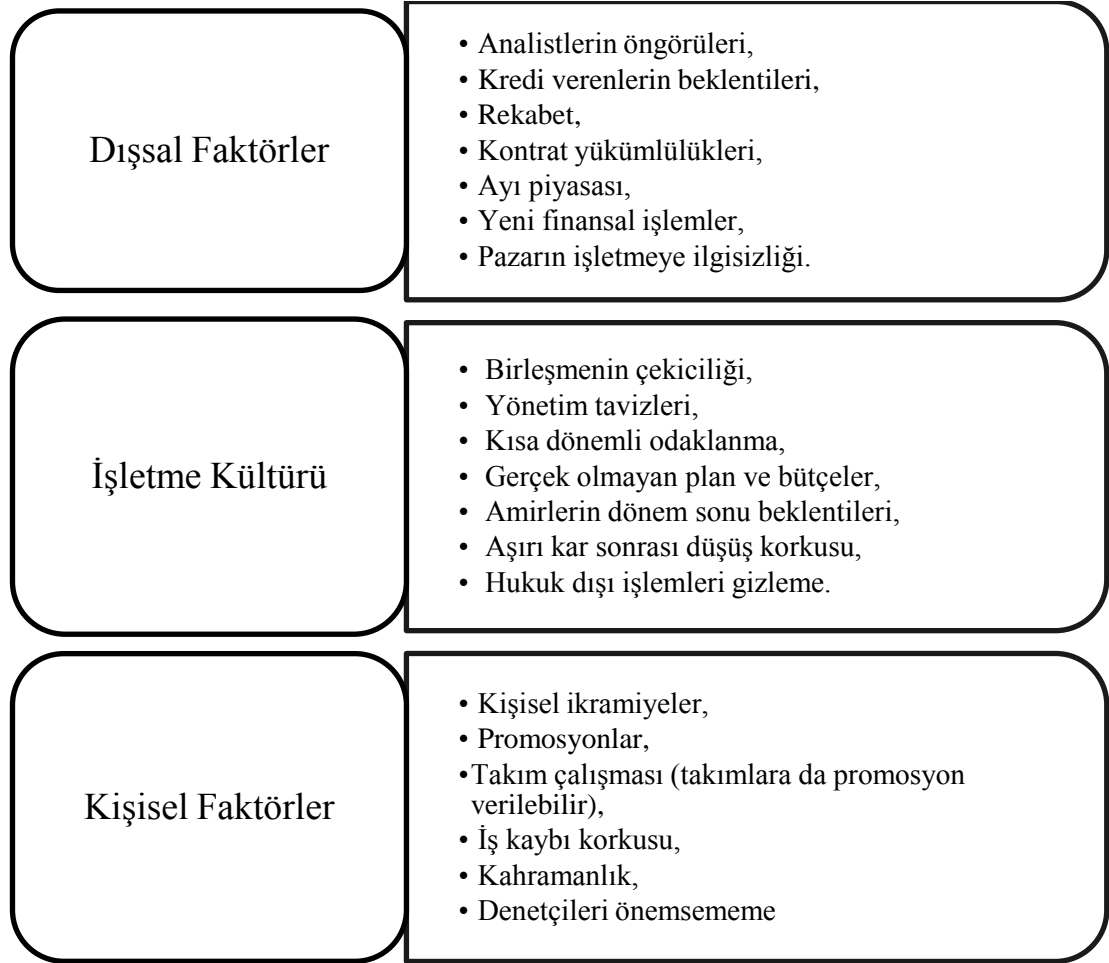 Dışsal Faktörler
• Analistlerin öngörüleri,
• Kredi verenlerin beklentileri,
• Rekabet,
• Kontrat yükümlülükleri,
• Ayı piyasası,
• Yeni finansal işlemler,
• Pazarın işletmeye ilgisizliği.
İşletme Kültürü
• Birleşmenin çekiciliği,
• Yönetim tavizleri,
• Kısa dönemli odaklanma,
• Gerçek olmayan plan ve bütçeler,
• Amirlerin dönem sonu beklentileri,
• Aşırı kar sonrası düşüş korkusu,
• Hukuk dışı işlemleri gizleme.
Kişisel Faktörler
• Kişisel ikramiyeler,
• Promosyonlar,
•Takım çalışması (takımlara da promosyon
verilebilir),
• İş kaybı korkusu,
• Kahramanlık,
• Denetçileri önemsememe